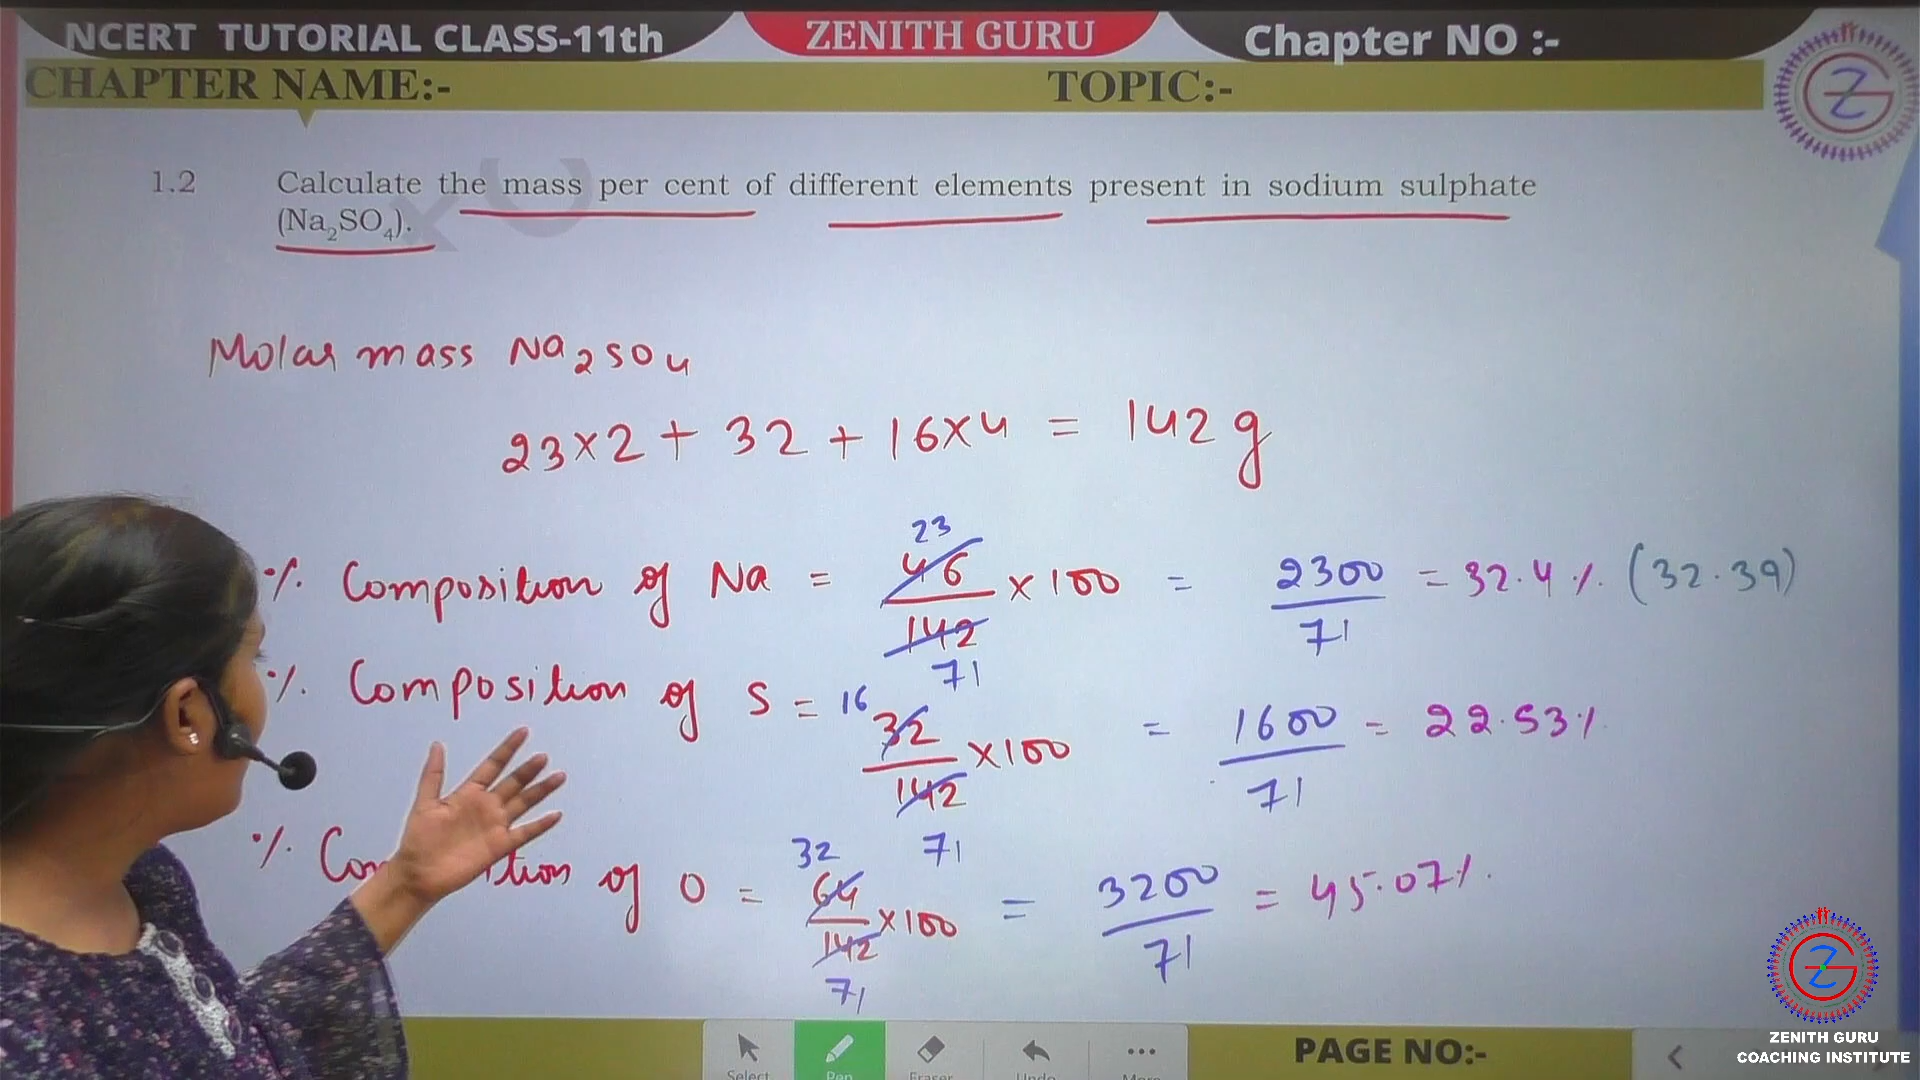 NCERT TUTORIAL CLASS-11th
ZENITH GURU
Chapter NO :-
CHAPTER NAME:-
TOPIC:-
1.2 Calculate the mass per cent of different elements present in sodium sulphate
(Na₂SO₄).
Molar mass Na₂SO₄
23×2 + 32 + 16×4 = 142 g
% Composition of Na = 46/142 × 100 = 2300/71 = 32.4 % (32.39)
23
71
% Composition of S = 32/142 × 100 = 1600/71 = 22.53 %
16
71
% of O = 64/142 × 100 = 3200/71 = 45.07 %.
32
71
Select
Pen
Eraser
Undo
More
PAGE NO:-
ZENITH GURU
COACHING INSTITUTE